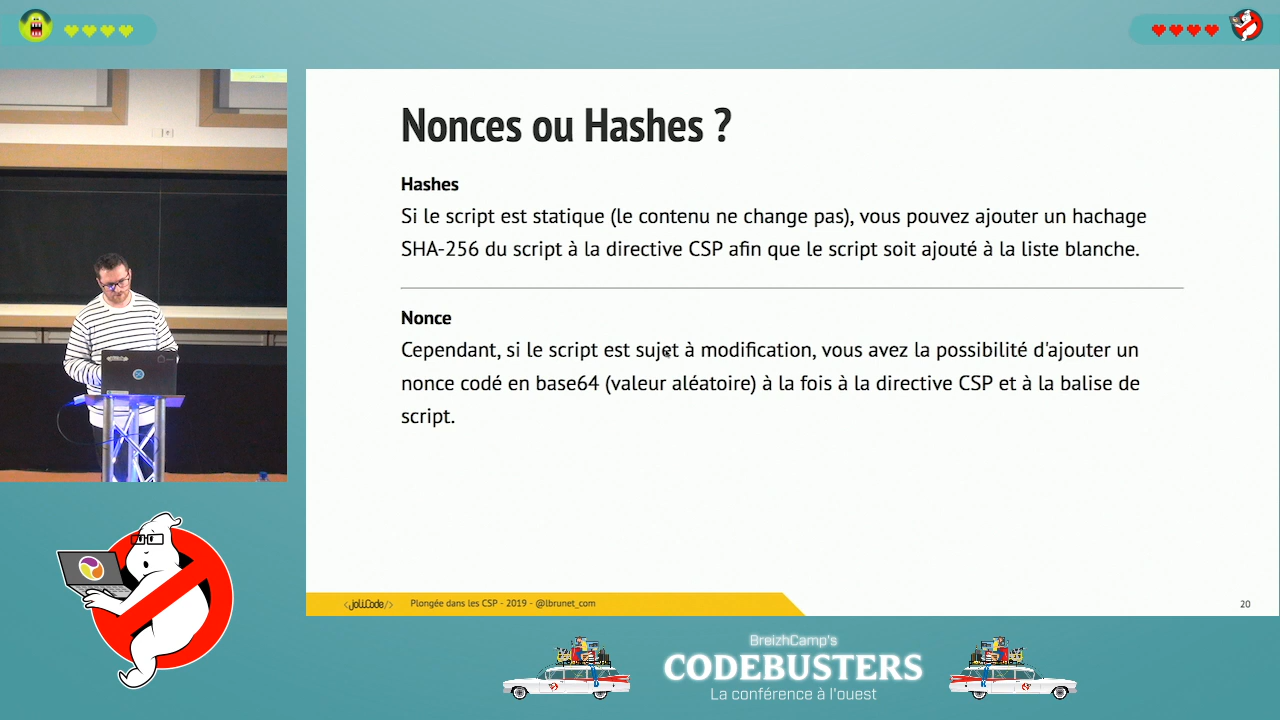 Nonces ou Hashes ?
Hashes
Si le script est statique (le contenu ne change pas), vous pouvez ajouter un hachage
SHA-256 du script à la directive CSP afin que le script soit ajouté à la liste blanche.
Nonce
Cependant, si le script est sujet à modification, vous avez la possibilité d'ajouter un
nonce codé en base64 (valeur aléatoire) à la fois à la directive CSP et à la balise de
script.
<joliCode/>
Plongée dans les CSP - 2019 - @lbrunet_com
20
BreizhCamp's
CODEBUSTERS
La conférence à l'ouest